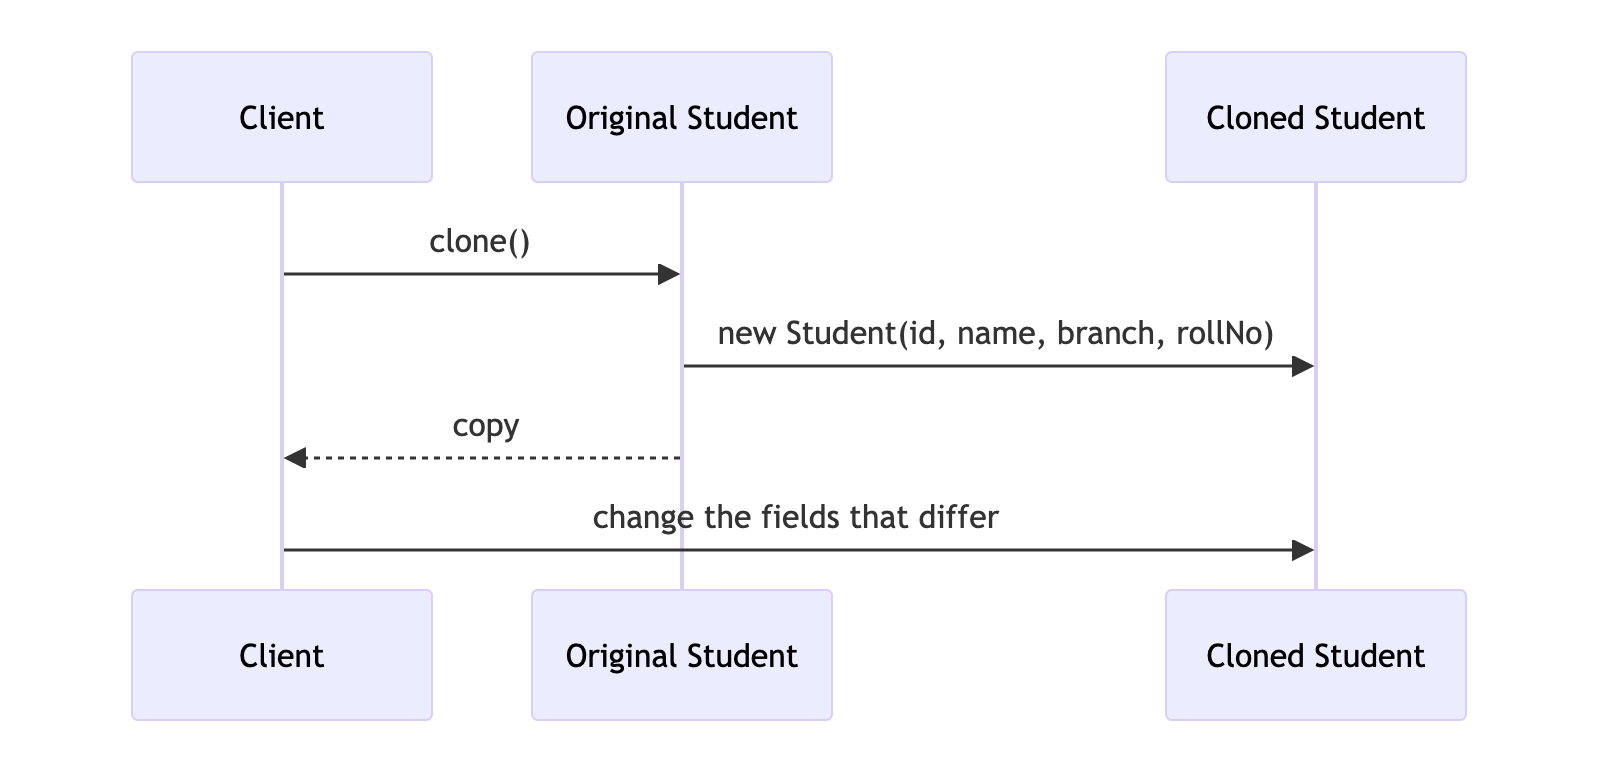 Client
Original Student
Cloned Student
clone()
new Student(id, name, branch, rollNo)
copy
change the fields that differ
Client
Original Student
Cloned Student